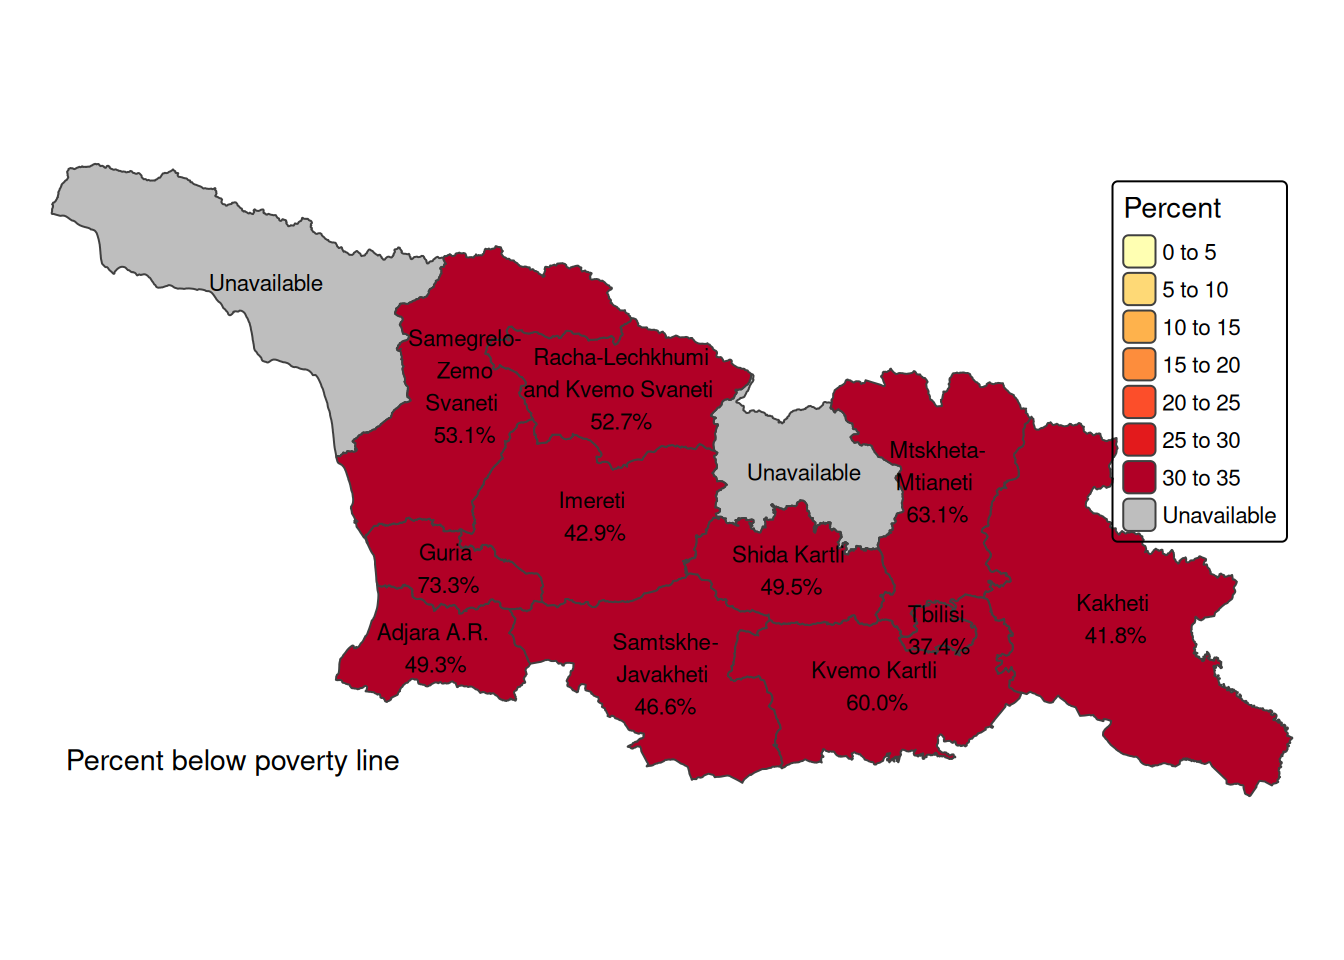 Unavailable
Samegrelo-
Zemo
Svaneti
53.1%
Racha-Lechkhumi
and Kvemo Svaneti
52.7%
Imereti
42.9%
Guria
73.3%
Adjara A.R.
49.3%
Unavailable
Shida Kartli
49.5%
Mtskheta-
Mtianeti
63.1%
Tbilisi
37.4%
Samtskhe-
Javakheti
46.6%
Kvemo Kartli
60.0%
Kakheti
41.8%
Percent
0 to 5
5 to 10
10 to 15
15 to 20
20 to 25
25 to 30
30 to 35
Unavailable
Percent below poverty line